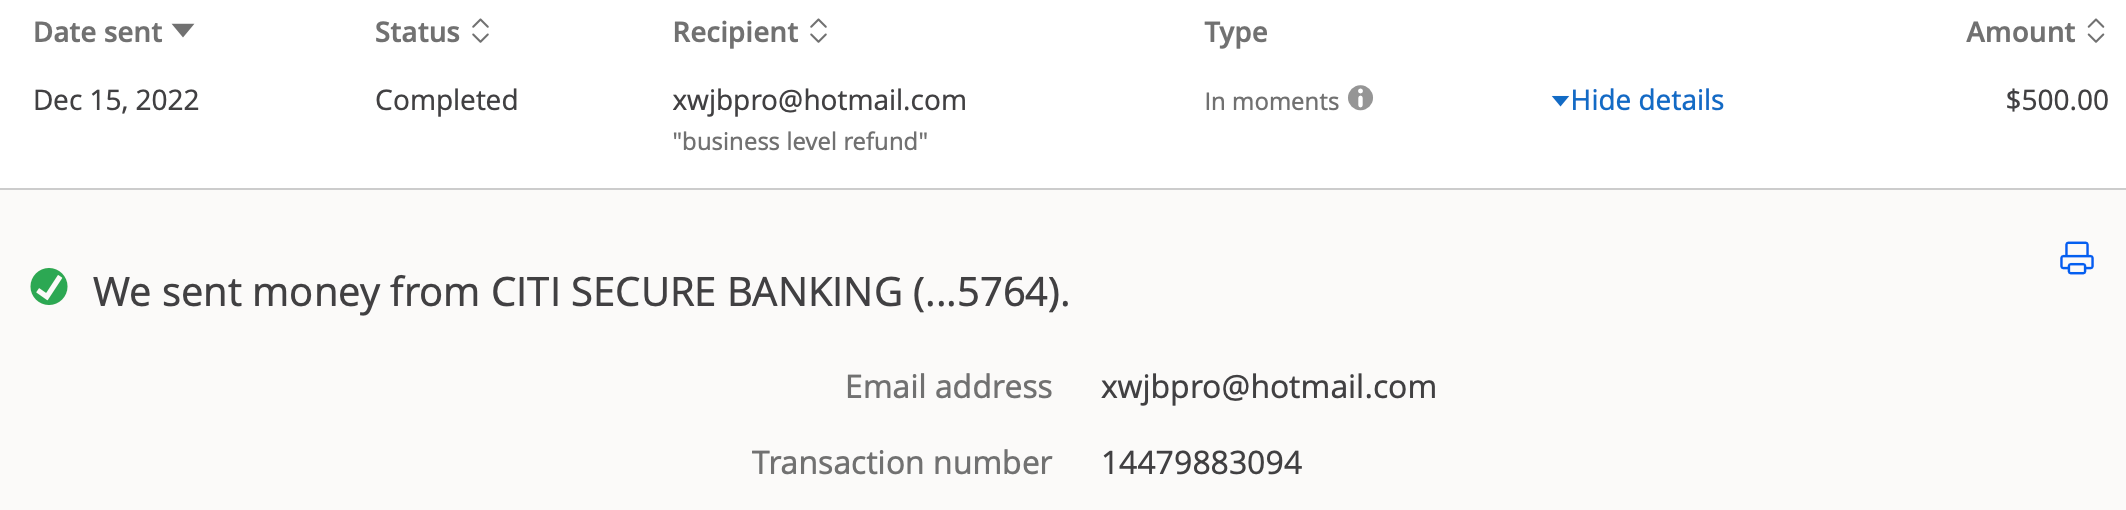 Date sent Status Recipient Type Amount
Dec 15, 2022 Completed xwjbpro@hotmail.com In moments Hide details $500.00
"business level refund"
We sent money from CITI SECURE BANKING (...5764).
Email address xwjbpro@hotmail.com
Transaction number 14479883094